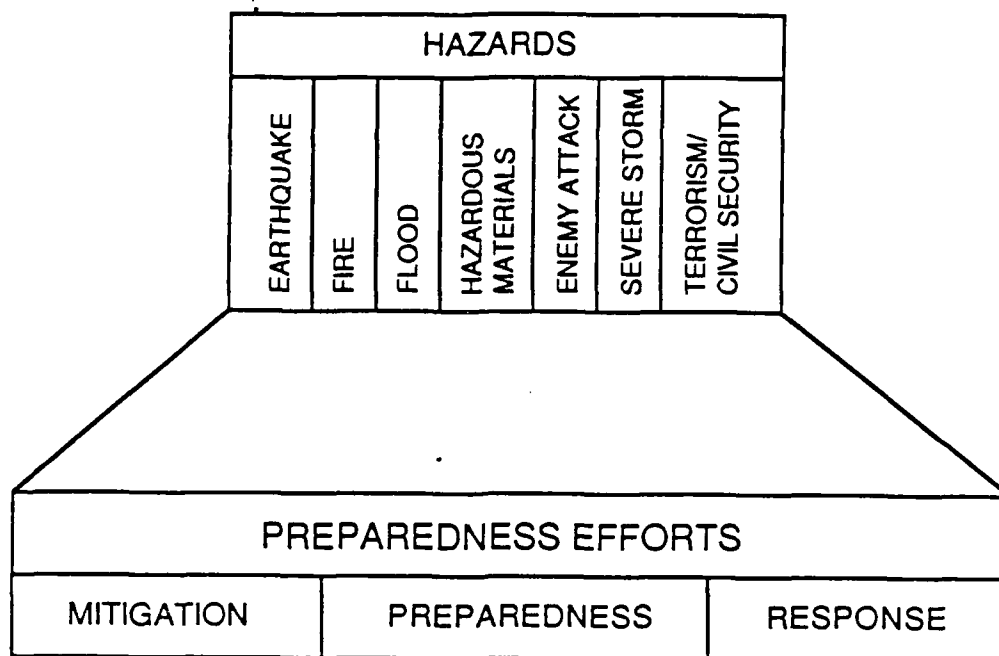 HAZARDS
EARTHQUAKE
FIRE
FLOOD
HAZARDOUS
MATERIALS
ENEMY ATTACK
SEVERE STORM
TERRORISM/
CIVIL SECURITY
PREPAREDNESS EFFORTS
MITIGATION
PREPAREDNESS
RESPONSE